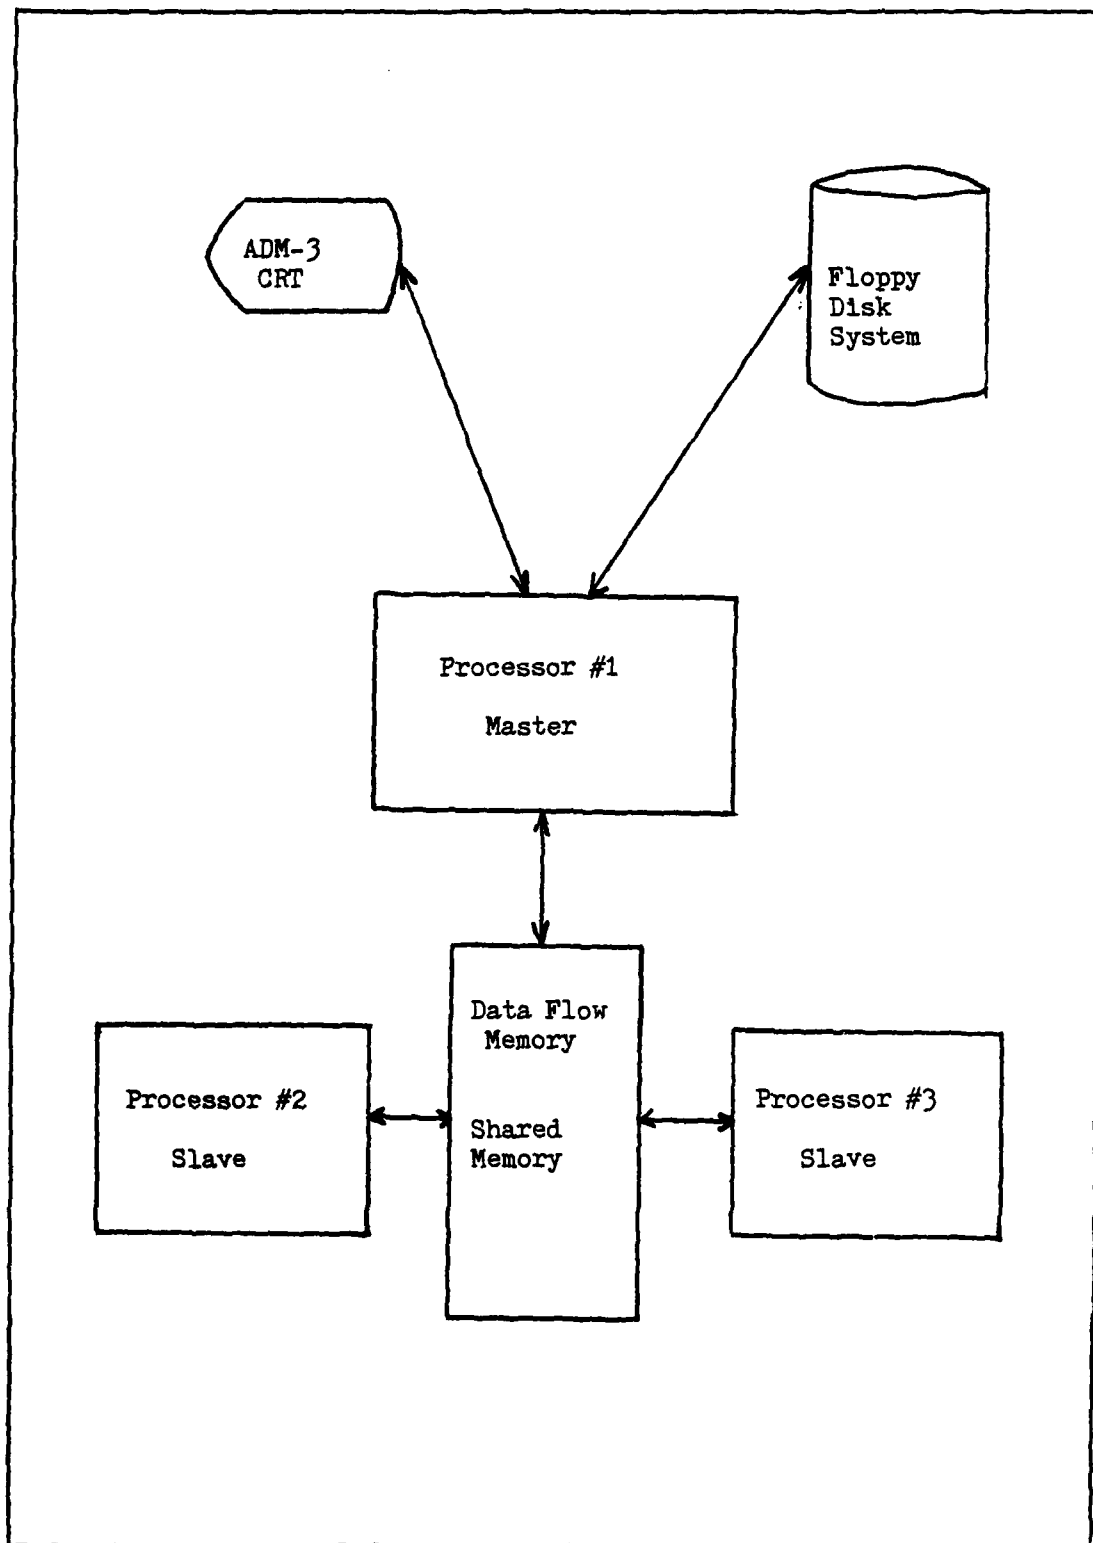 ADM-3
CRT
Floppy
Disk
System
Processor #1
Master
Data Flow
Memory
Shared
Memory
Processor #2
Slave
Processor #3
Slave